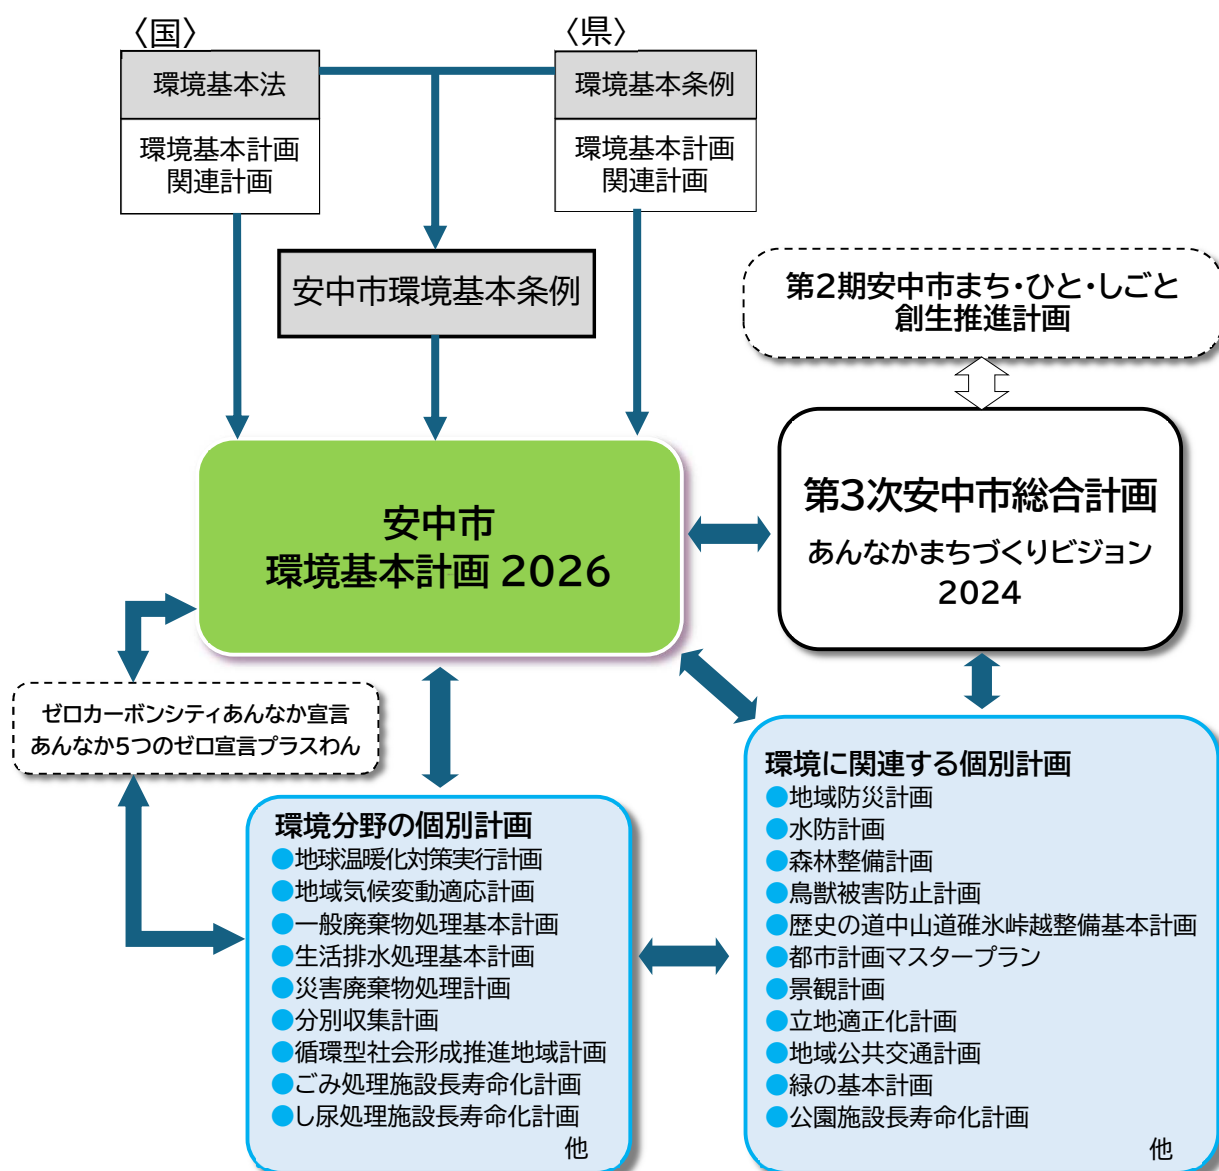 〈国〉
環境基本法
環境基本計画
関連計画
〈県〉
環境基本条例
環境基本計画
関連計画
安中市環境基本条例
第2期安中市まち・ひと・しごと
創生推進計画
安中市
環境基本計画 2026
第3次安中市総合計画
あんなかまちづくりビジョン
2024
ゼロカーボンシティあんなか宣言
あんなか5つのゼロ宣言プラスわん
環境分野の個別計画
●地球温暖化対策実行計画
●地域気候変動適応計画
●一般廃棄物処理基本計画
●生活排水処理基本計画
●災害廃棄物処理計画
●分別収集計画
●循環型社会形成推進地域計画
●ごみ処理施設長寿命化計画
●し尿処理施設長寿命化計画
他
環境に関連する個別計画
●地域防災計画
●水防計画
●森林整備計画
●鳥獣被害防止計画
●歴史の道中山道碓氷峠越整備基本計画
●都市計画マスタープラン
●景観計画
●立地適正化計画
●地域公共交通計画
●緑の基本計画
●公園施設長寿命化計画
他